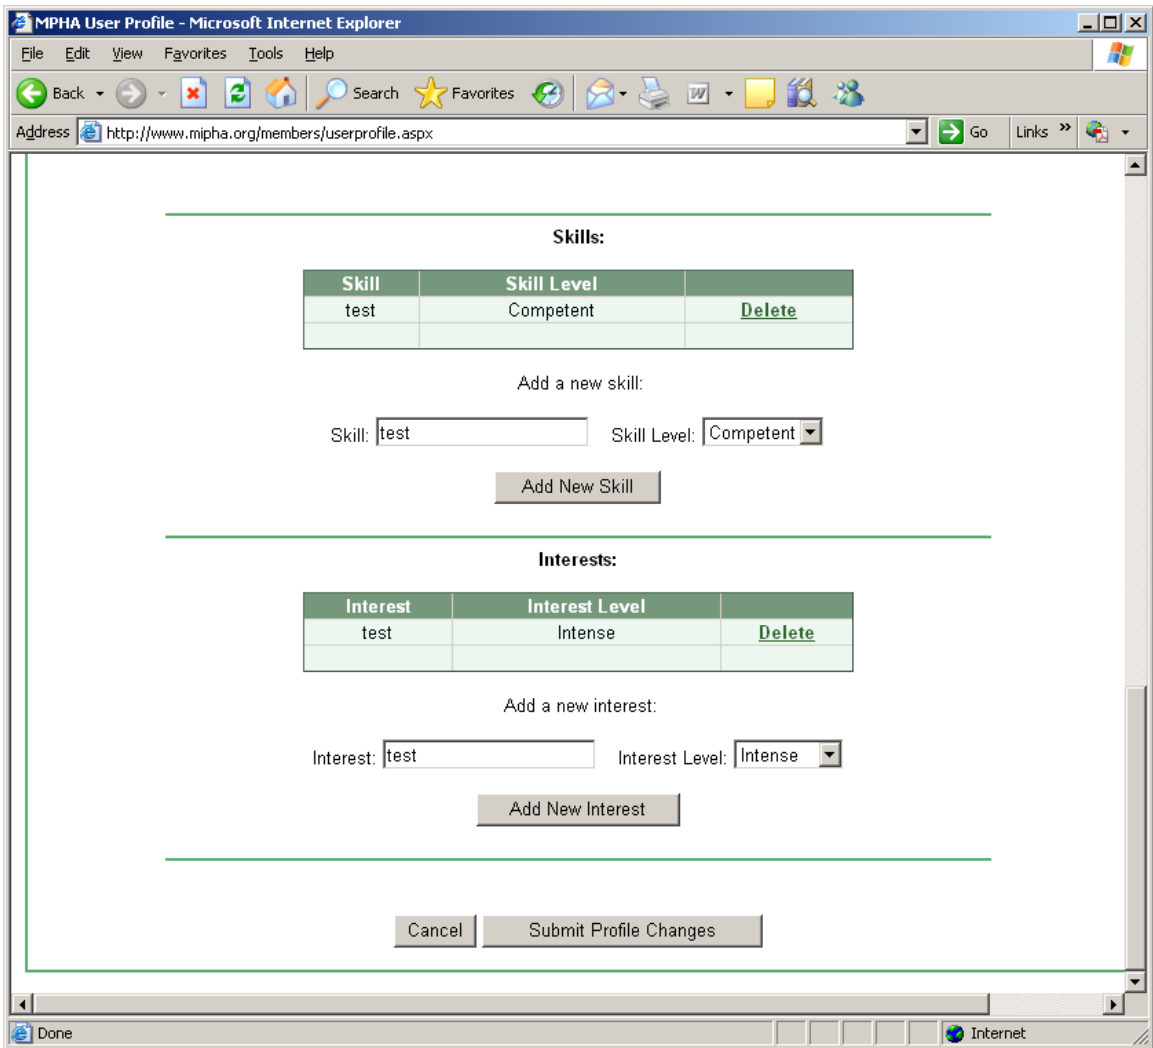 MPHA User Profile - Microsoft Internet Explorer
File Edit View Favorites Tools Help
Back Search Favorites W
Address http://www.mipha.org/members/userprofile.aspx Go Links »
Skills:
Skill Skill Level
test Competent Delete
Add a new skill:
Skill: test Skill Level: Competent
Add New Skill
Interests:
Interest Interest Level
test Intense Delete
Add a new interest:
Interest: test Interest Level: Intense
Add New Interest
Cancel Submit Profile Changes
Done Internet